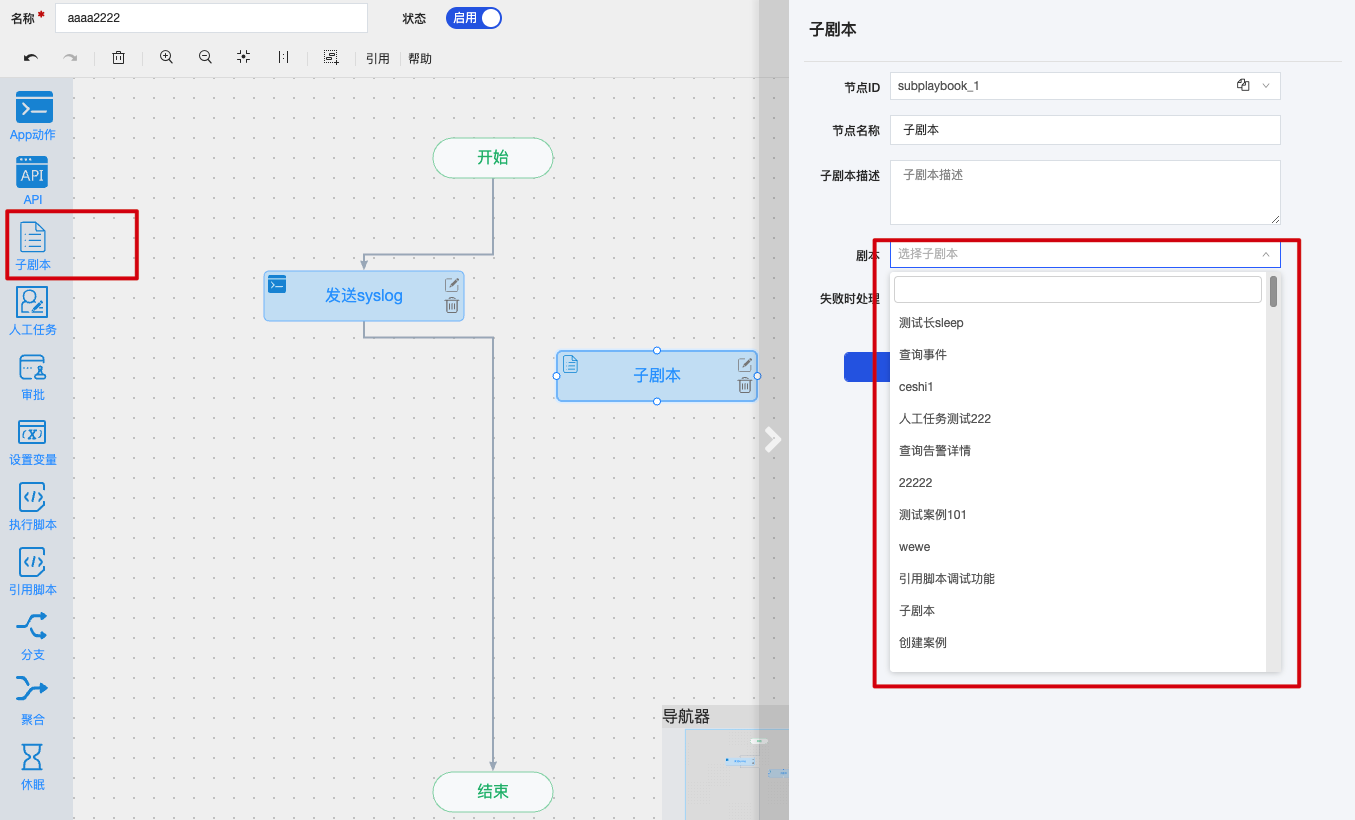 名称*
aaaa2222
状态
启用
引用
帮助
App动作
API
API
子剧本
人工任务
审批
(X)
设置变量
执行脚本
引用脚本
分支
聚合
休眠
开始
发送syslog
子剧本
结束
导航器
子剧本
节点ID
subplaybook_1
节点名称
子剧本
子剧本描述
子剧本描述
剧本
选择子剧本
失败时处理
测试长sleep
查询事件
ceshi1
人工任务测试222
查询告警详情
22222
测试案例101
wewe
引用脚本调试功能
子剧本
创建案例